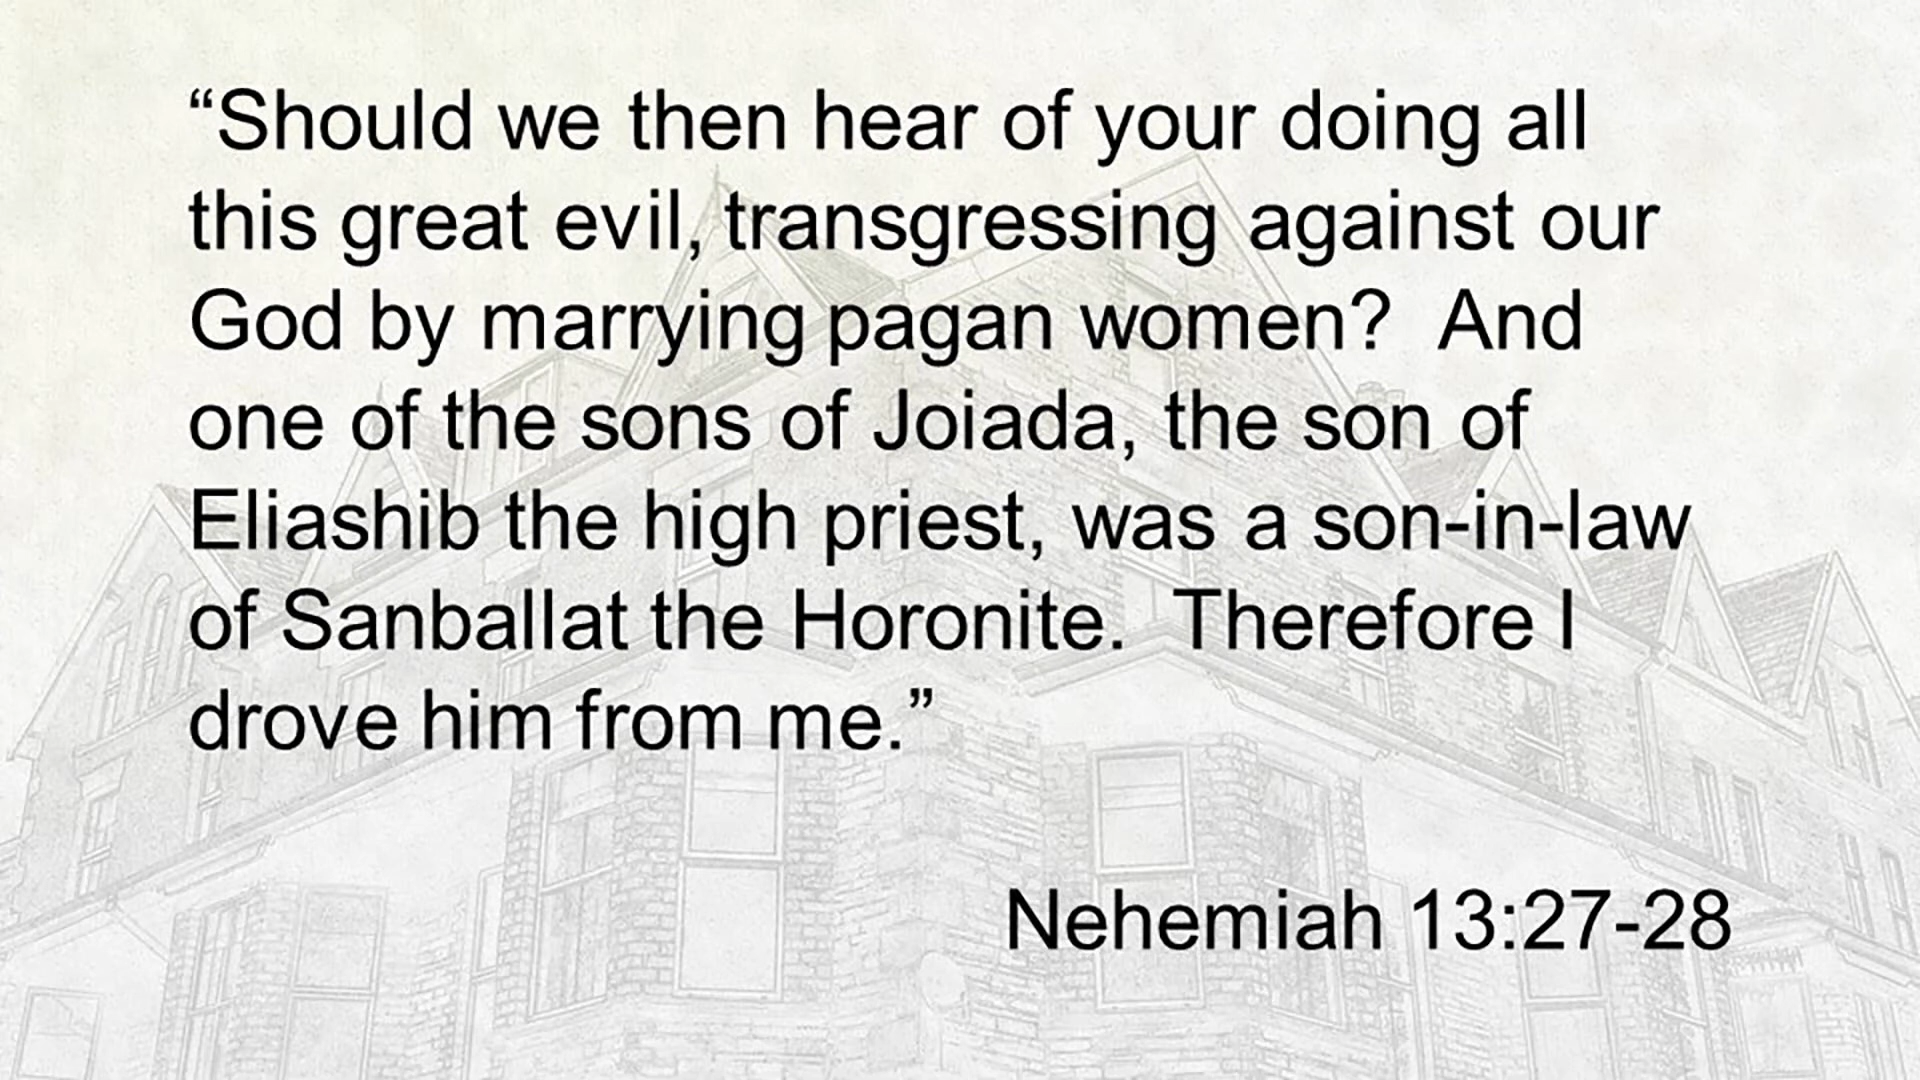 “Should we then hear of your doing all
this great evil, transgressing against our
God by marrying pagan women?  And
one of the sons of Joiada, the son of
Eliashib the high priest, was a son-in-law
of Sanballat the Horonite.  Therefore I
drove him from me.”
Nehemiah 13:27-28